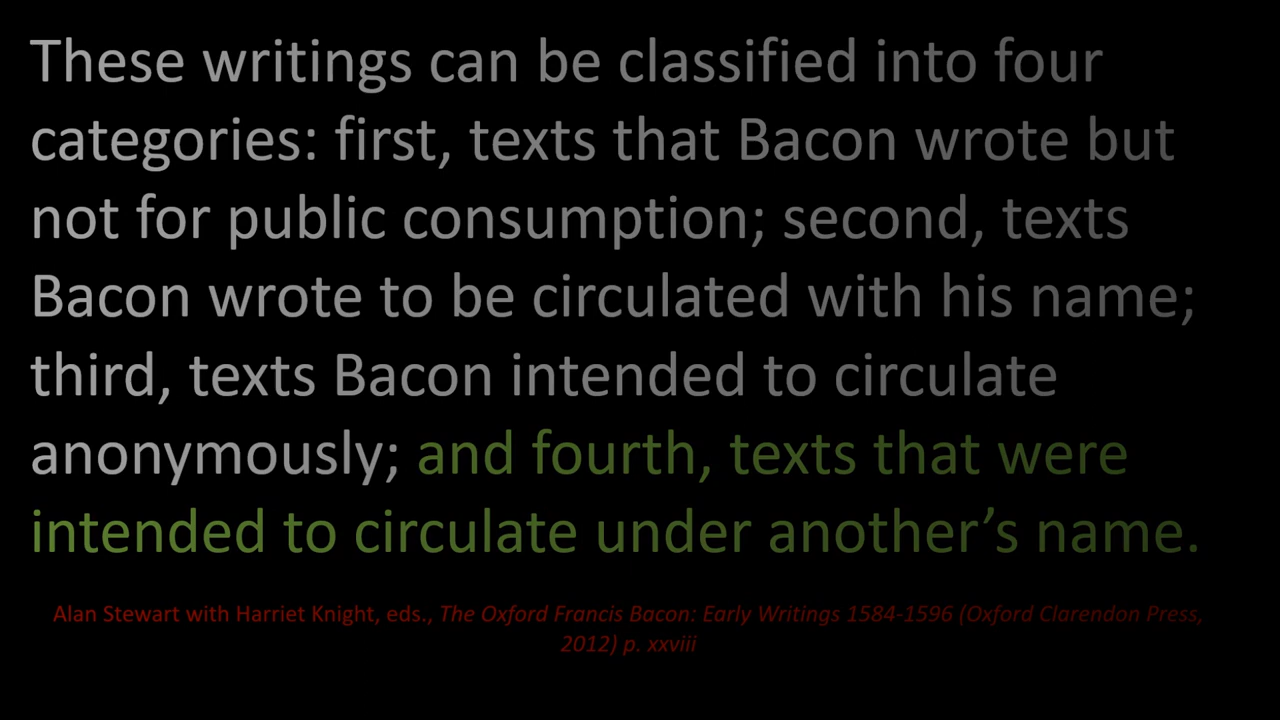 These writings can be classified into four
categories: first, texts that Bacon wrote but
not for public consumption; second, texts
Bacon wrote to be circulated with his name;
third, texts Bacon intended to circulate
anonymously; and fourth, texts that were
intended to circulate under another’s name.
Alan Stewart with Harriet Knight, eds., The Oxford Francis Bacon: Early Writings 1584-1596 (Oxford Clarendon Press,
2012) p. xxviii